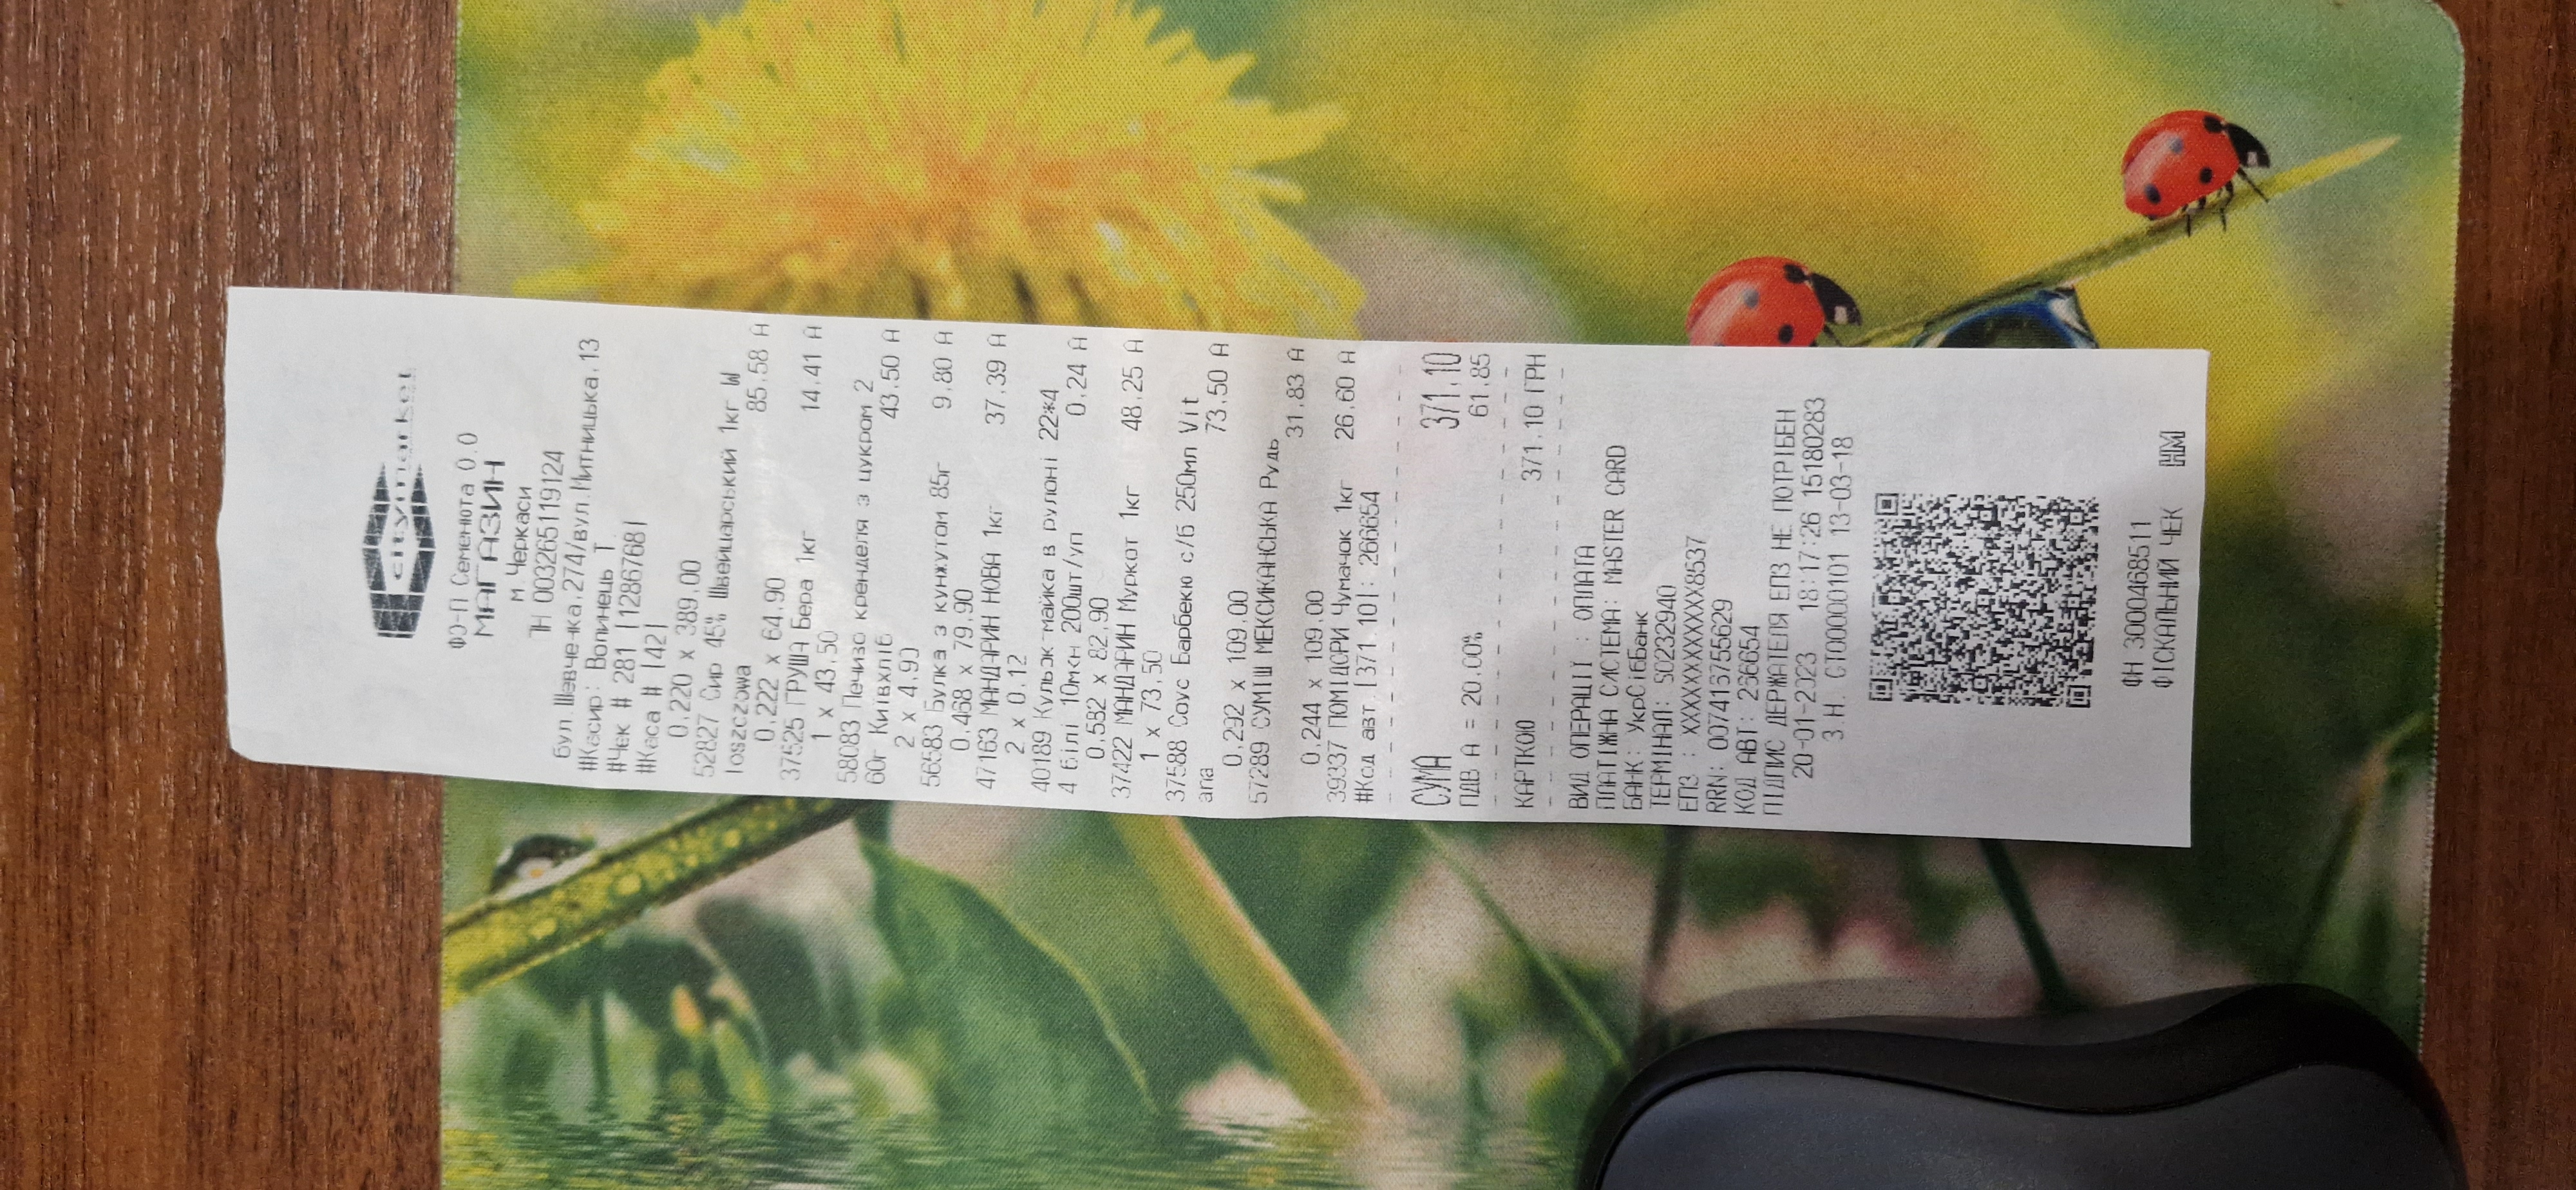 citymarket
ФО-П Семенюта О.О
МАГАЗИН
м Черкаси
ПН 003265119124
бул Шевченка,274/вул.Митницька,13
#Касир: Волинець Т
#Чек # 281 |1286768|
#Каса # |42|
0,220 x 389,00
52827 Сир 45% Швейцарський 1кг W
loszczowa 85,58 А
0,222 x 64,90
37525 ГРУША Бера 1кг 14,41 А
1 x 43,50
58083 Печиво кренделя з цукром 2
60г Київхліб 43,50 А
2 x 4,90
56583 Булка з кунжутом 85г 9,80 А
0,468 x 79,90
47163 МАНДАРИН НОВА 1кг 37,39 А
2 x 0,12
40189 Кульок-майка в рулоні 22*4
4 білі 10мкн 200шт/уп 0,24 А
0,582 x 82,90
37422 МАНДАРИН Муркот 1кг 48,25 А
1 x 73,50
37588 Соус Барбекю с/б 250мл Vit
ana 73,50 А
0,292 x 109,00
57289 СУМІШ МЕКСИКАНСЬКА Рудь
31,83 А
0,244 x 109,00
39337 ПОМІДОРИ Чумачок 1кг 26,60 А
#Код авт.|371.10|: 266654
СУМА 371,10
ПДВ А = 20,00% 61,85
КАРТКОЮ 371,10 ГРН
ВИД ОПЕРАЦІЇ : ОПЛАТА
ПЛАТІЖНА СИСТЕМА: MASTER CARD
БАНК: УкрСіббанк
ТЕРМІНАЛ: S0232940
ЕПЗ : XXXXXXXXXXXX8537
RRN: 007416755629
КОД АВТ: 266654
ПІДПИС ДЕРЖАТЕЛЯ ЕПЗ НЕ ПОТРІБЕН
20-01-2023 18:17:26 15180283
З.Н. СТ00000101 13-03-18
ФН 3000468511
ФІСКАЛЬНИЙ ЧЕК